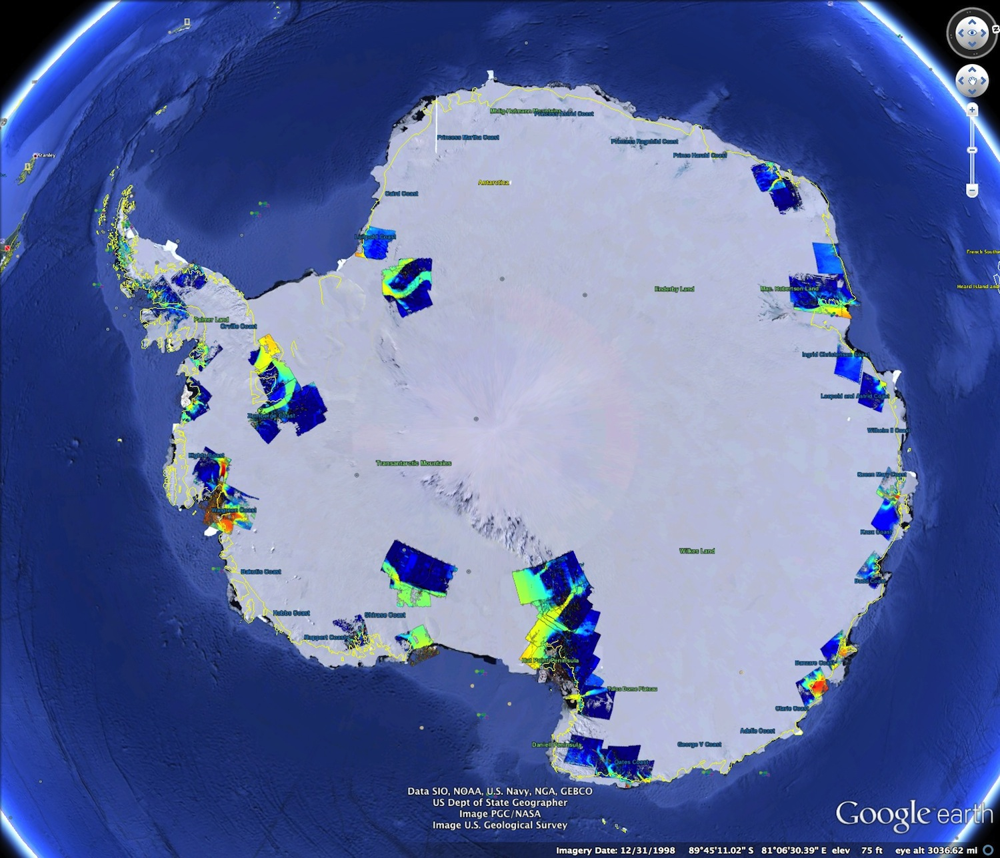 Stanley
Princess Astrid Coast
Princess Martha Coast
Princess Ragnhild Coast
Prince Harald Coast
Antarctica
Caird Coast
Luitpold Coast
French Southe
Heard Island and
Enderby Land
Mac. Robertson Land
Palmer Land
Orville Coast
Ingrid Christensen Coast
Leopold and Astrid Coast
Zumberge Coast
Wilhelm II Coast
Eights Coast
Transantarctic Mountains
Queen Mary Coast
Walgreen Coast
Knox Coast
Wilkes Land
Bakutis Coast
Budd Coast
Hobbs Coast
Shirase Coast
Ruppert Coast
Hut Point Peninsula
Banzare Coast
Talos Dome Plateau
Clarie Coast
Adelie Coast
Daniell Peninsula
George V Coast
Oates Coast
Data SIO, NOAA, U.S. Navy, NGA, GEBCO
US Dept of State Geographer
Image PGC/NASA
Image U.S. Geological Survey
Google earth
Imagery Date: 12/31/1998 89°45'11.02" S 81°06'30.39" E elev 75 ft eye alt 3036.62 mi